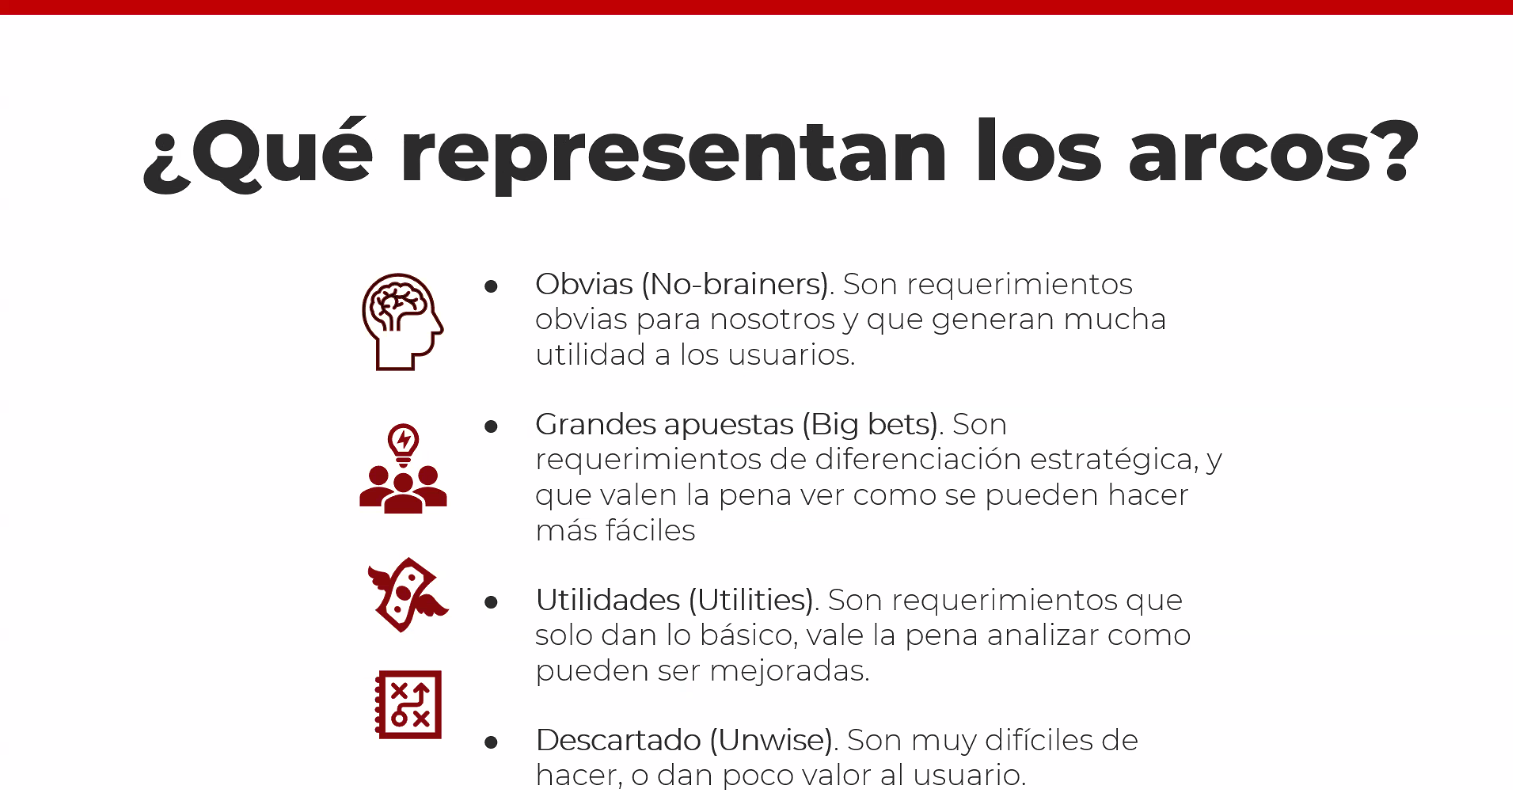 ¿Qué representan los arcos?
● Obvias (No-brainers). Son requerimientos
obvias para nosotros y que generan mucha
utilidad a los usuarios.
● Grandes apuestas (Big bets). Son
requerimientos de diferenciación estratégica, y
que valen la pena ver como se pueden hacer
más fáciles
● Utilidades (Utilities). Son requerimientos que
solo dan lo básico, vale la pena analizar como
pueden ser mejoradas.
● Descartado (Unwise). Son muy difíciles de
hacer, o dan poco valor al usuario.